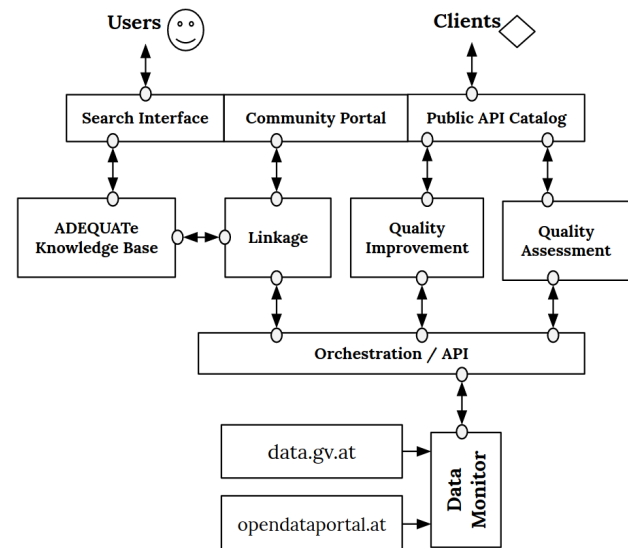 Users
Clients
Search Interface
Community Portal
Public API Catalog
ADEQUATe
Knowledge Base
Linkage
Quality
Improvement
Quality
Assessment
Orchestration / API
data.gv.at
opendataportal.at
Data
Monitor